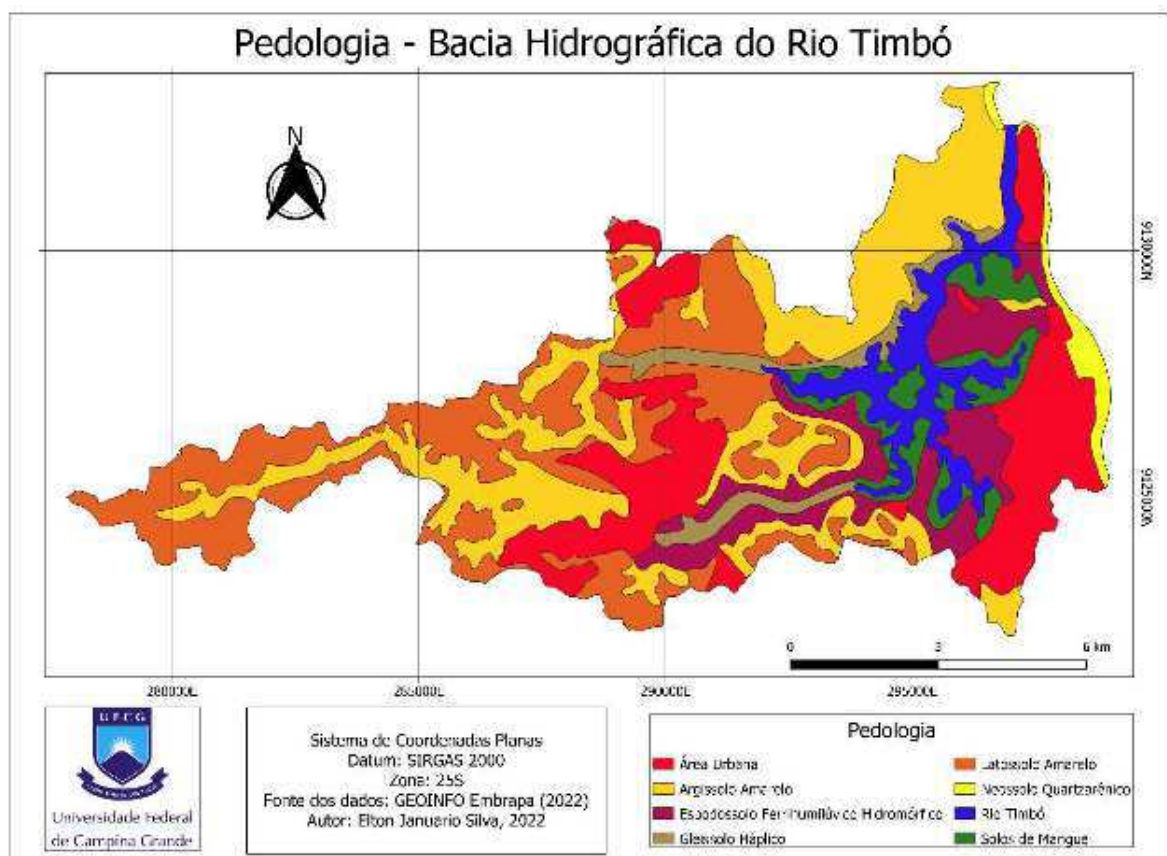 Pedologia - Bacia Hidrográfica do Rio Timbó
N
9130000N
9125000N
0 3 6 km
280000E 285000E 290000E 295000E
UFCG
Universidade Federal
de Campina Grande
Sistema de Coordenadas Planas
Datum: SIRGAS 2000
Zona: 25S
Fonte dos dados: GEOINFO Embrapa (2022)
Autor: Elton Januario Silva, 2022
Pedologia
Área Urbana
Argissolo Amarelo
Espodossolo Ferrihumilúvico Hidromórfico
Gleissolo Háplico
Latossolo Amarelo
Neossolo Quartzarênico
Rio Timbó
Solos de Mangue